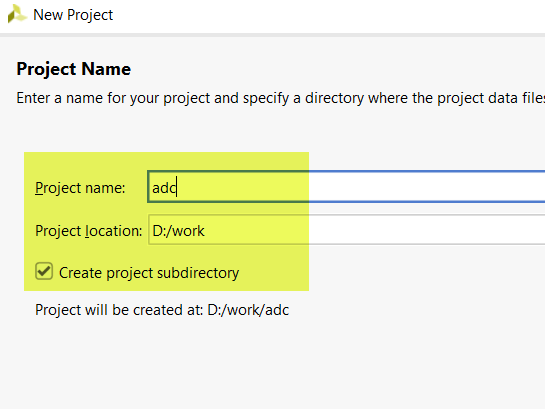 New Project
Project Name
Enter a name for your project and specify a directory where the project data files
Project name: adc
Project location: D:/work
Create project subdirectory
Project will be created at: D:/work/adc